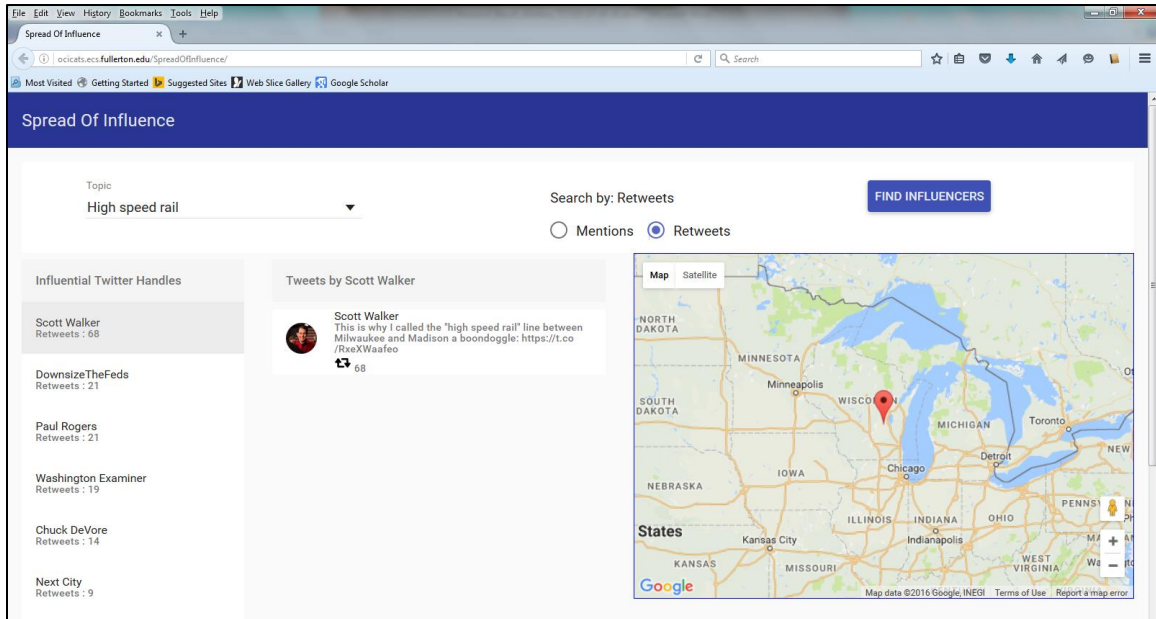 File Edit View History Bookmarks Tools Help
Spread Of Influence × +
ocicats.ecs.fullerton.edu/SpreadOfInfluence/
Search
Most Visited Getting Started Suggested Sites Web Slice Gallery Google Scholar
Spread Of Influence
Topic
High speed rail
Search by: Retweets
Mentions Retweets
FIND INFLUENCERS
Influential Twitter Handles
Scott Walker
Retweets : 68
DownsizeTheFeds
Retweets : 21
Paul Rogers
Retweets : 21
Washington Examiner
Retweets : 19
Chuck DeVore
Retweets : 14
Next City
Retweets : 9
Tweets by Scott Walker
Scott Walker
This is why I called the "high speed rail" line between
Milwaukee and Madison a boondoggle: https://t.co
/RxeXWaafeo
68
Map Satellite
NORTH
DAKOTA
MINNESOTA
Minneapolis
SOUTH
DAKOTA
MICHIGAN
Toronto
Detroit
NEW
IOWA
Chicago
NEBRASKA
ILLINOIS INDIANA OHIO
States
Kansas City
Indianapolis
KANSAS
MISSOURI
WEST
VIRGINIA
Google
Map data ©2016 Google, INEGI Terms of Use Report a map error